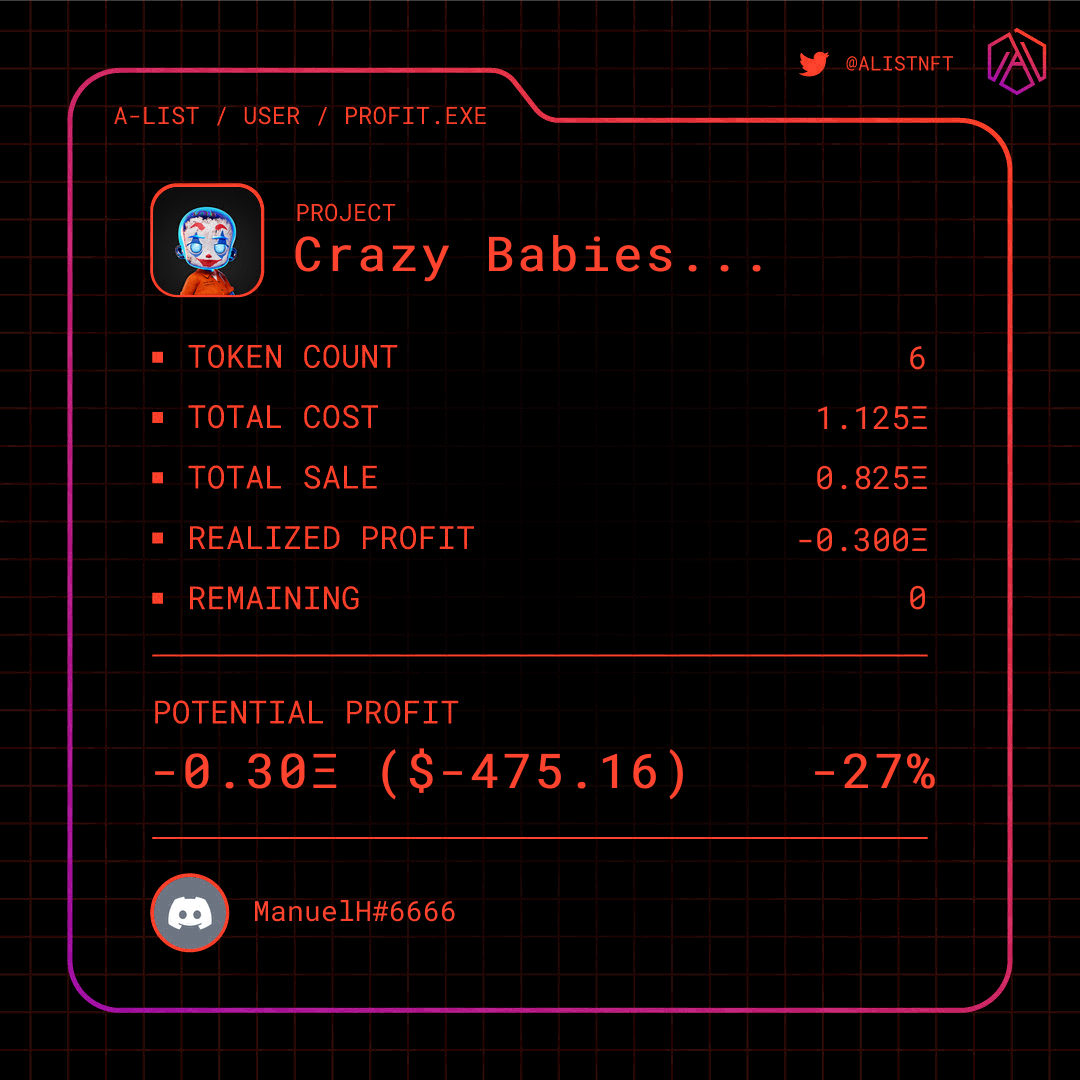 @ALISTNFT
A-LIST / USER / PROFIT.EXE
PROJECT
Crazy Babies...
TOKEN COUNT 6
TOTAL COST 1.125Ξ
TOTAL SALE 0.825Ξ
REALIZED PROFIT -0.300Ξ
REMAINING 0
POTENTIAL PROFIT
-0.30Ξ ($-475.16) -27%
ManuelH#6666